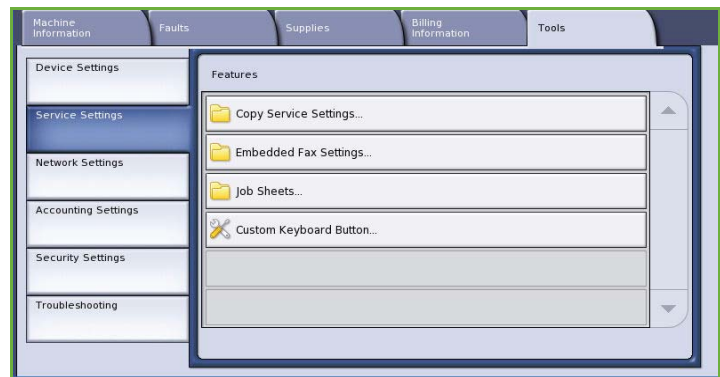 Machine
Information
Faults
Supplies
Billing
Information
Tools
Device Settings
Service Settings
Network Settings
Accounting Settings
Security Settings
Troubleshooting
Features
Copy Service Settings...
Embedded Fax Settings...
Job Sheets...
Custom Keyboard Button...